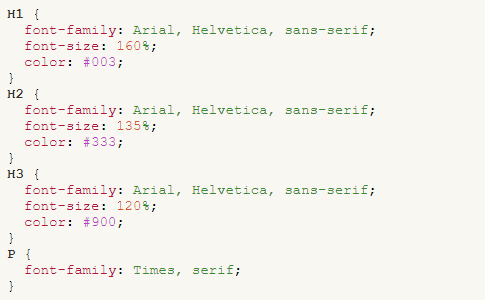 H1 {
  font-family: Arial, Helvetica, sans-serif;
  font-size: 160%;
  color: #003;
}
H2 {
  font-family: Arial, Helvetica, sans-serif;
  font-size: 135%;
  color: #333;
}
H3 {
  font-family: Arial, Helvetica, sans-serif;
  font-size: 120%;
  color: #900;
}
P {
  font-family: Times, serif;
}